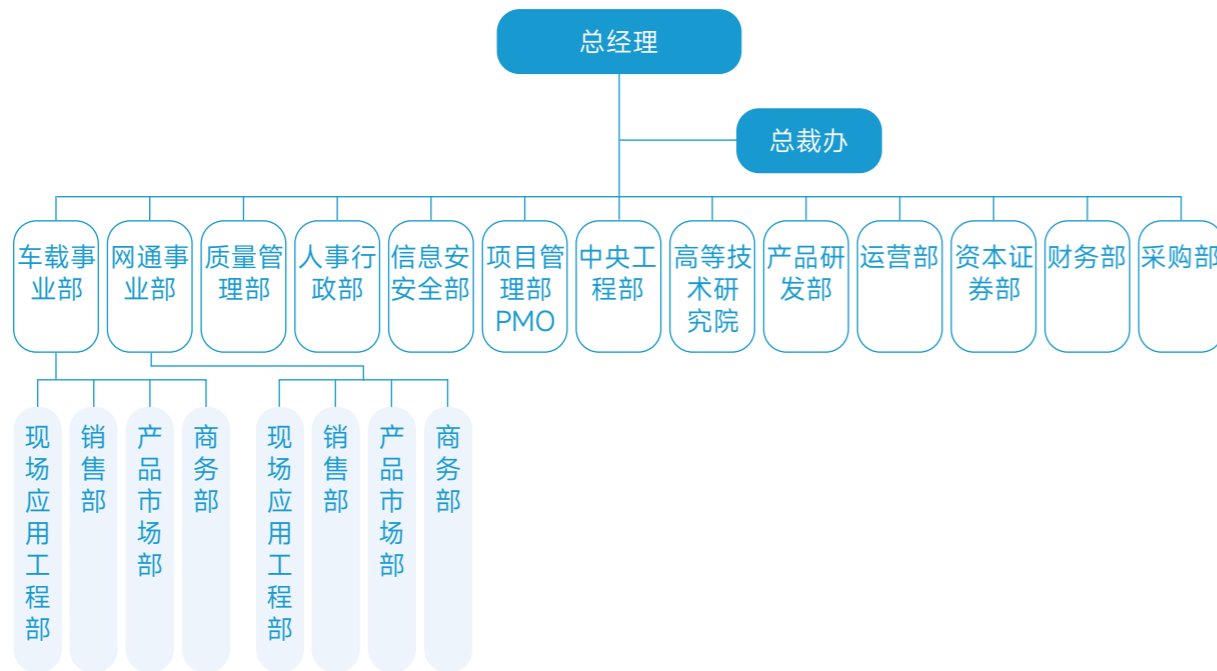 总经理
总裁办
车载事
业部
网通事
业部
质量管
理部
人事行
政部
信息安
安全部
项目管
理部
PMO
中央工
程部
高等技
术研
究院
产品研
发部
运营部
资本证
券部
财务部
采购部
现场应用工程部
销售部
产品市场部
商务部
现场应用工程部
销售部
产品市场部
商务部